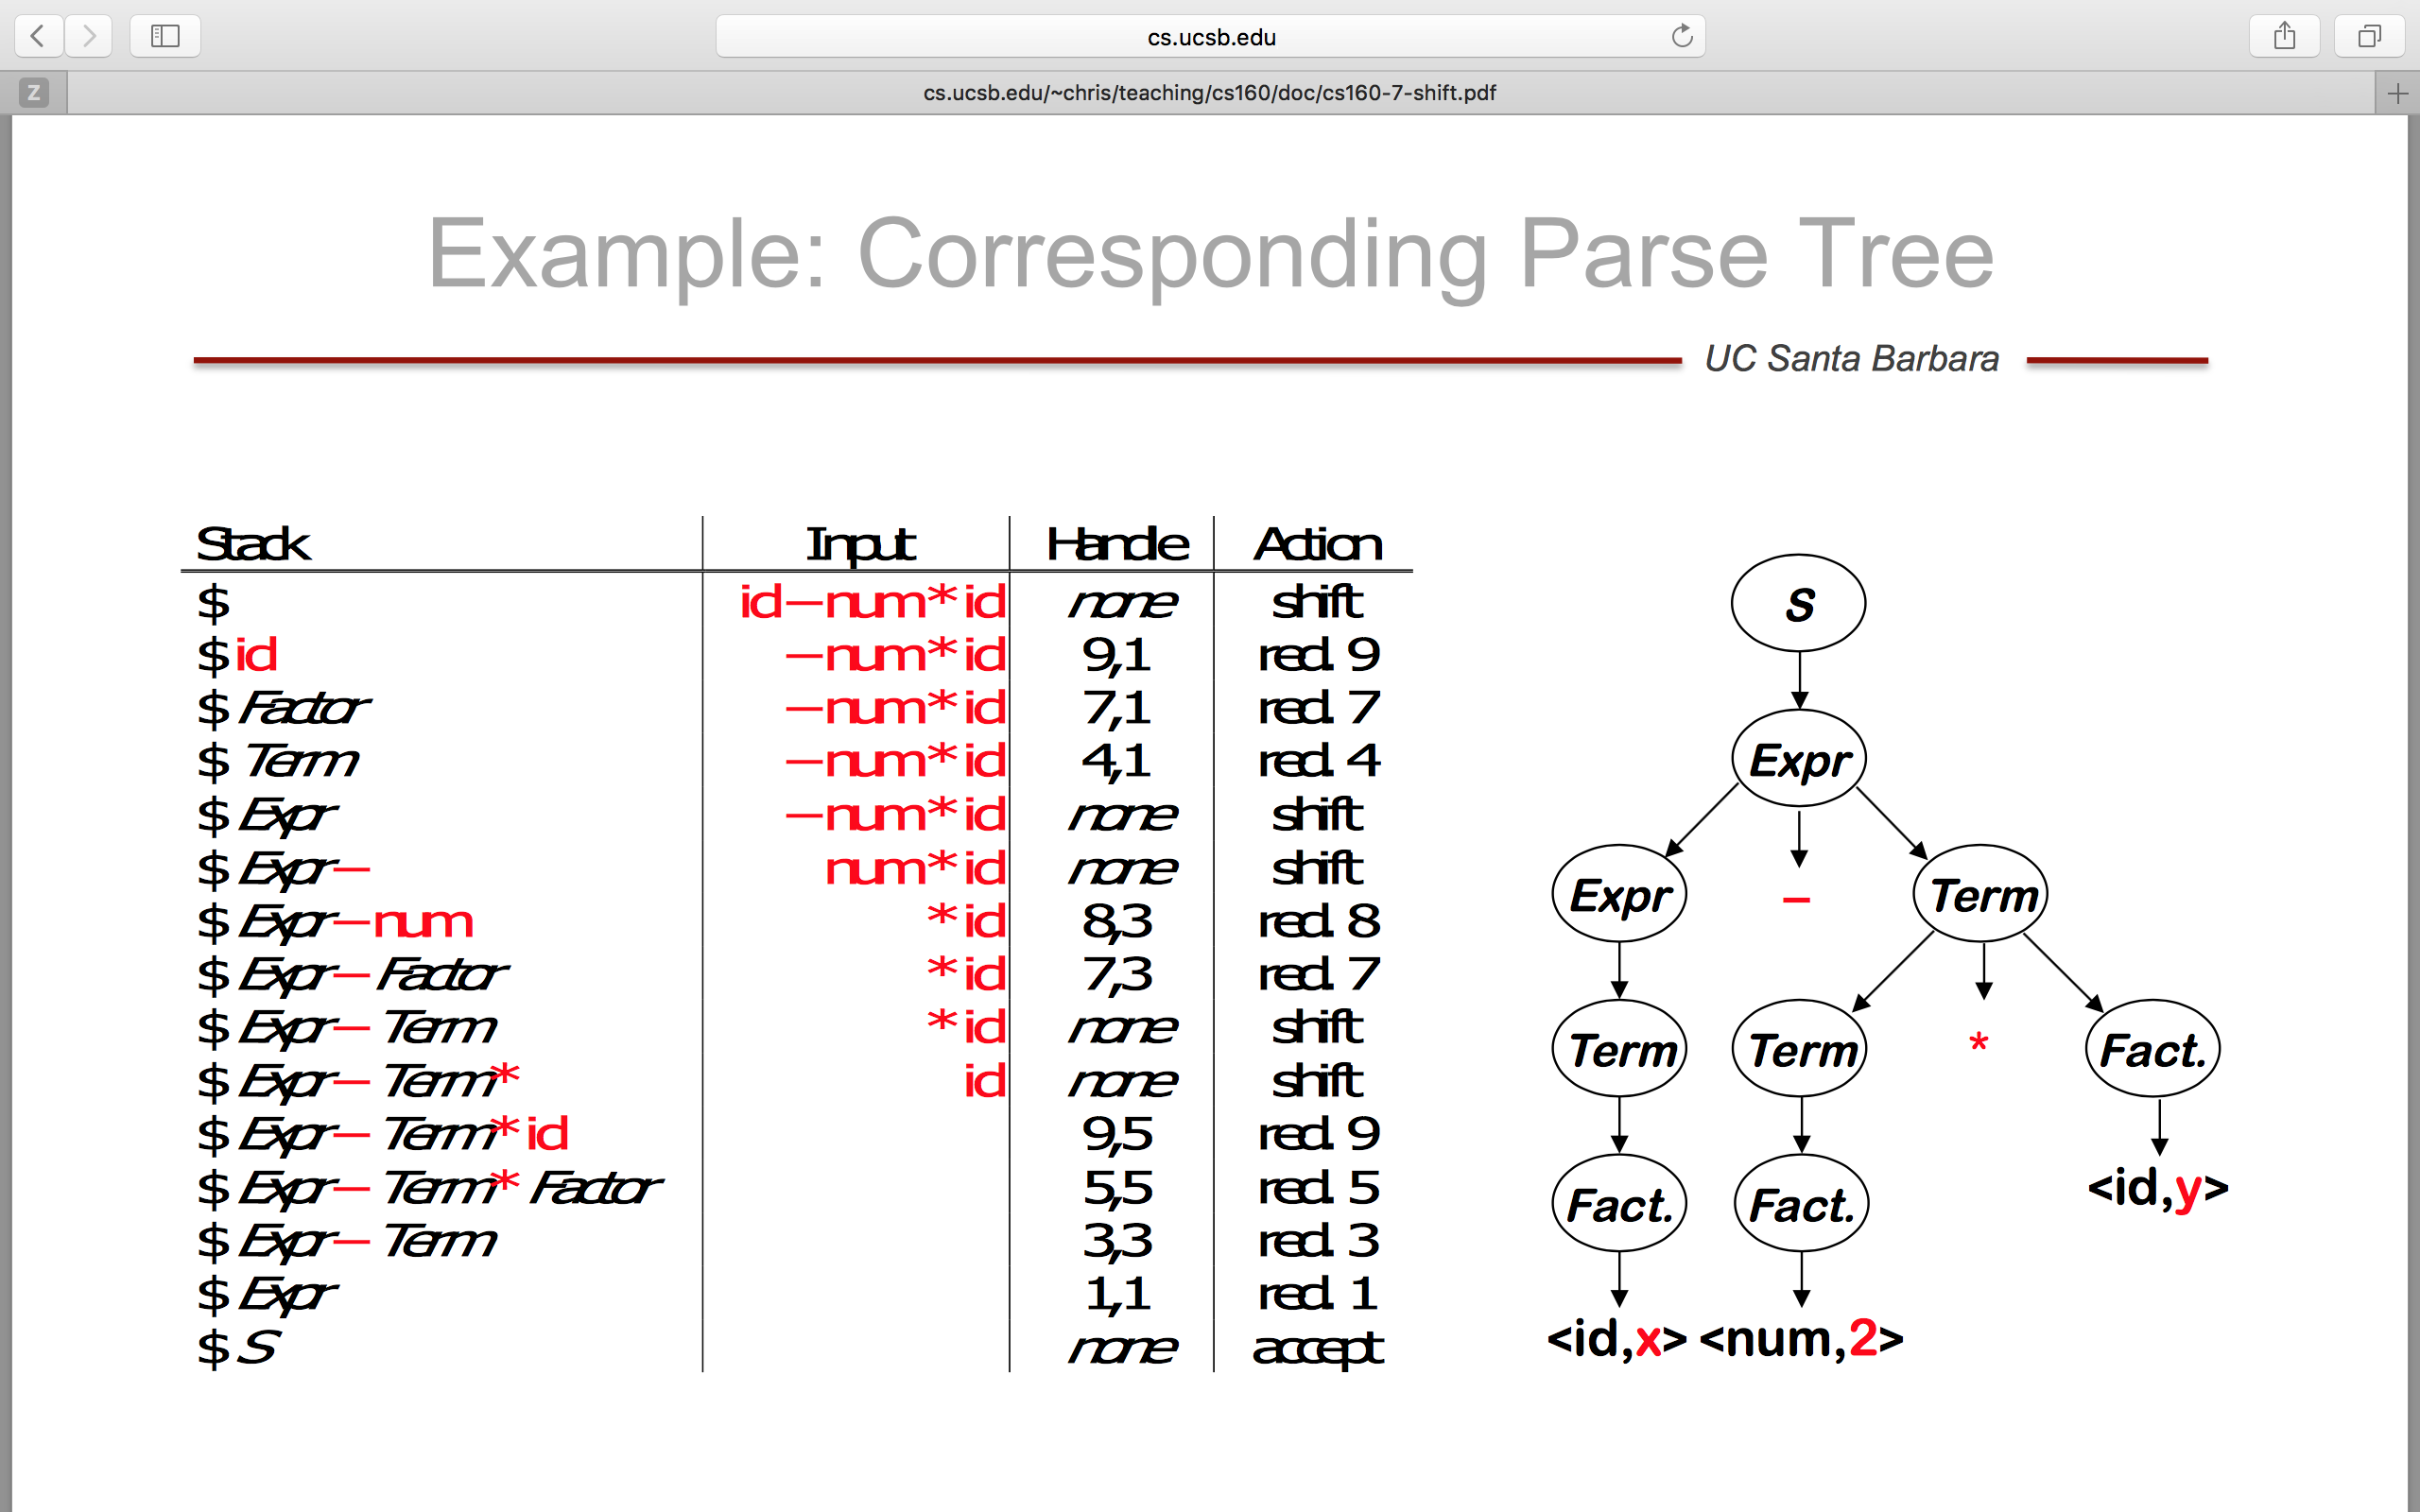 cs.ucsb.edu
Z
cs.ucsb.edu/~chris/teaching/cs160/doc/cs160-7-shift.pdf
Example: Corresponding Parse Tree
UC Santa Barbara
Stack Input Handle Action
$ id – num * id none shift
$ id – num * id 9,1 red. 9
$ Factor – num * id 7,1 red. 7
$ Term – num * id 4,1 red. 4
$ Expr – num * id none shift
$ Expr – num * id none shift
$ Expr – num * id 8,3 red. 8
$ Expr – Factor * id 7,3 red. 7
$ Expr – Term * id none shift
$ Expr – Term * id none shift
$ Expr – Term * id 9,5 red. 9
$ Expr – Term * Factor 5,5 red. 5
$ Expr – Term 3,3 red. 3
$ Expr 1,1 red. 1
$ S none accept
S
Expr
Expr – Term
Term Term * Fact.
Fact. Fact. <id,y>
<id,x> <num,2>